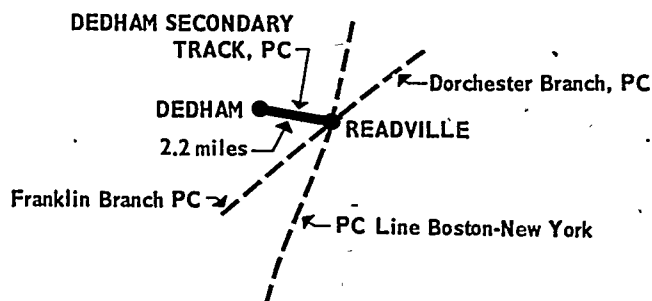 DEDHAM SECONDARY
TRACK, PC
Dorchester Branch, PC
DEDHAM
READVILLE
2.2 miles
Franklin Branch PC
PC Line Boston-New York